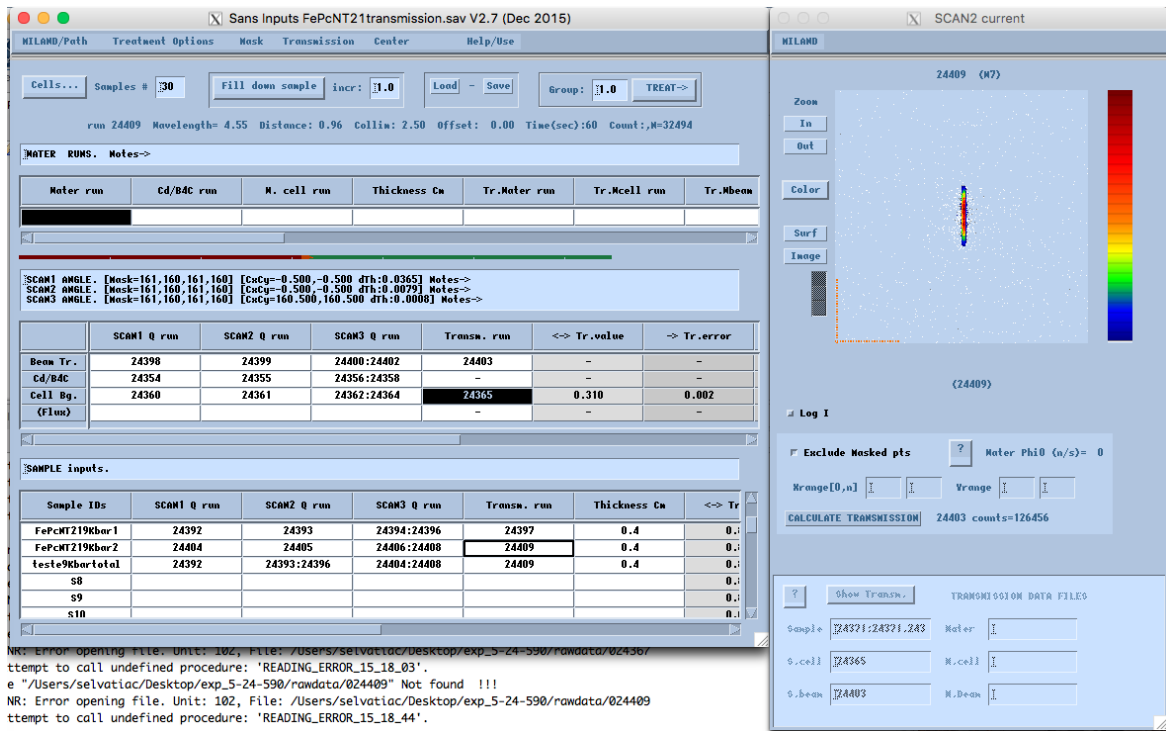 Sans Inputs FePcNT21transmission.sav V2.7 (Dec 2015)
MILAND/Path Treatment Options Mask Transmission Center Help/Use
Cells... Samples # 30 Fill down sample incr: 1.0 Load - Save Group: 1.0 TREAT->
run 24409 Wavelength= 4.55 Distance: 0.96 Collim: 2.50 Offset: 0.00 Time(sec):60 Count:,M=32494
WATER RUNS. Notes->
Water run Cd/B4C run W. cell run Thickness Cm Tr.Water run Tr.Wcell run Tr.Wbeam
SCAN1 ANGLE. [Mask=161,160,161,160] [CxCy=-0.500,-0.500 dTh:0.0365] Notes->
SCAN2 ANGLE. [Mask=161,160,161,160] [CxCy=-0.500,-0.500 dTh:0.0079] Notes->
SCAN3 ANGLE. [Mask=161,160,161,160] [CxCy=160.500,160.500 dTh:0.0008] Notes->
SCAN1 Q run SCAN2 Q run SCAN3 Q run Transm. run <-> Tr.value -> Tr.error
Beam Tr. 24398 24399 24400:24402 24403 - -
Cd/B4C 24354 24355 24356:24358 - - -
Cell Bg. 24360 24361 24362:24364 24365 0.310 0.002
(Flux) - - -
SAMPLE inputs.
Sample IDs SCAN1 Q run SCAN2 Q run SCAN3 Q run Transm. run Thickness Cm <-> Tr
FePcNT219Kbar1 24392 24393 24394:24396 24397 0.4 0.
FePcNT219Kbar2 24404 24405 24406:24408 24409 0.4 0.
teste9Kbartotal 24392 24393:24396 24404:24408 24409 0.4 0.
S8 0.
S9 0.
S10 0.
NR: Error opening file. Unit: 102, File: /Users/selvatiac/Desktop/exp_5-24-590/rawdata/024367
ttempt to call undefined procedure: 'READING_ERROR_15_18_03'.
e "/Users/selvatiac/Desktop/exp_5-24-590/rawdata/024409" Not found !!!
NR: Error opening file. Unit: 102, File: /Users/selvatiac/Desktop/exp_5-24-590/rawdata/024409
ttempt to call undefined procedure: 'READING_ERROR_15_18_44'.
SCAN2 current
MILAND
24409 (W7)
Zoom
In
Out
Color
Surf
Image
(24409)
Log I
Exclude Masked pts ? Water Phi0 (n/s)= 0
Xrange[0,n] Yrange
CALCULATE TRANSMISSION 24403 counts=126456
? Show Transm. TRANSMISSION DATA FILES
Sample 24371:24371,243 Water
S.cell 24365 W.cell
S.beam 24403 W.Beam